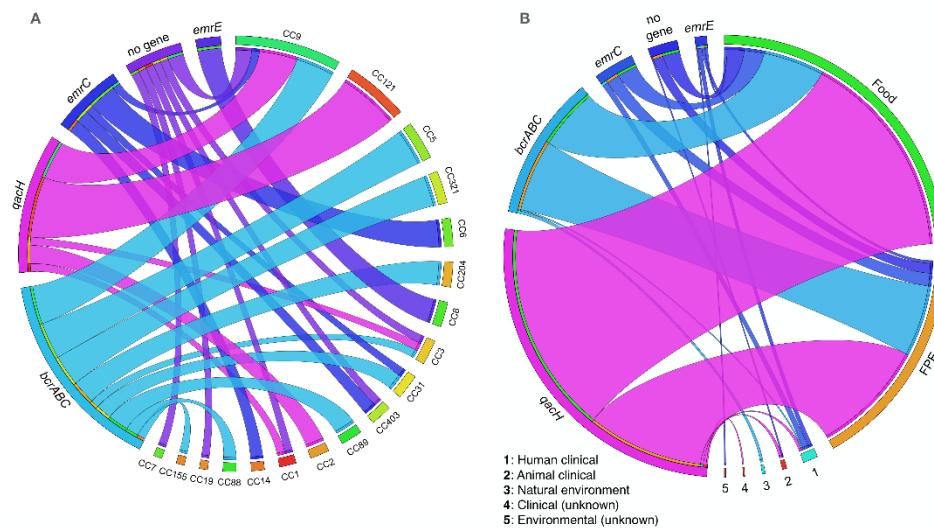 A
emrE
no gene
emrC
qacH
bcrABC
CC9
CC121
CC5
CC321
CC6
CC204
CC8
CC3
CC31
CC403
CC89
CC2
CC1
CC14
CC88
CC19
CC155
CC7
B
emrE
no
gene
emrC
bcrABC
qacH
Food
FPE
1
2
3
4
5
1: Human clinical
2: Animal clinical
3: Natural environment
4: Clinical (unknown)
5: Environmental (unknown)